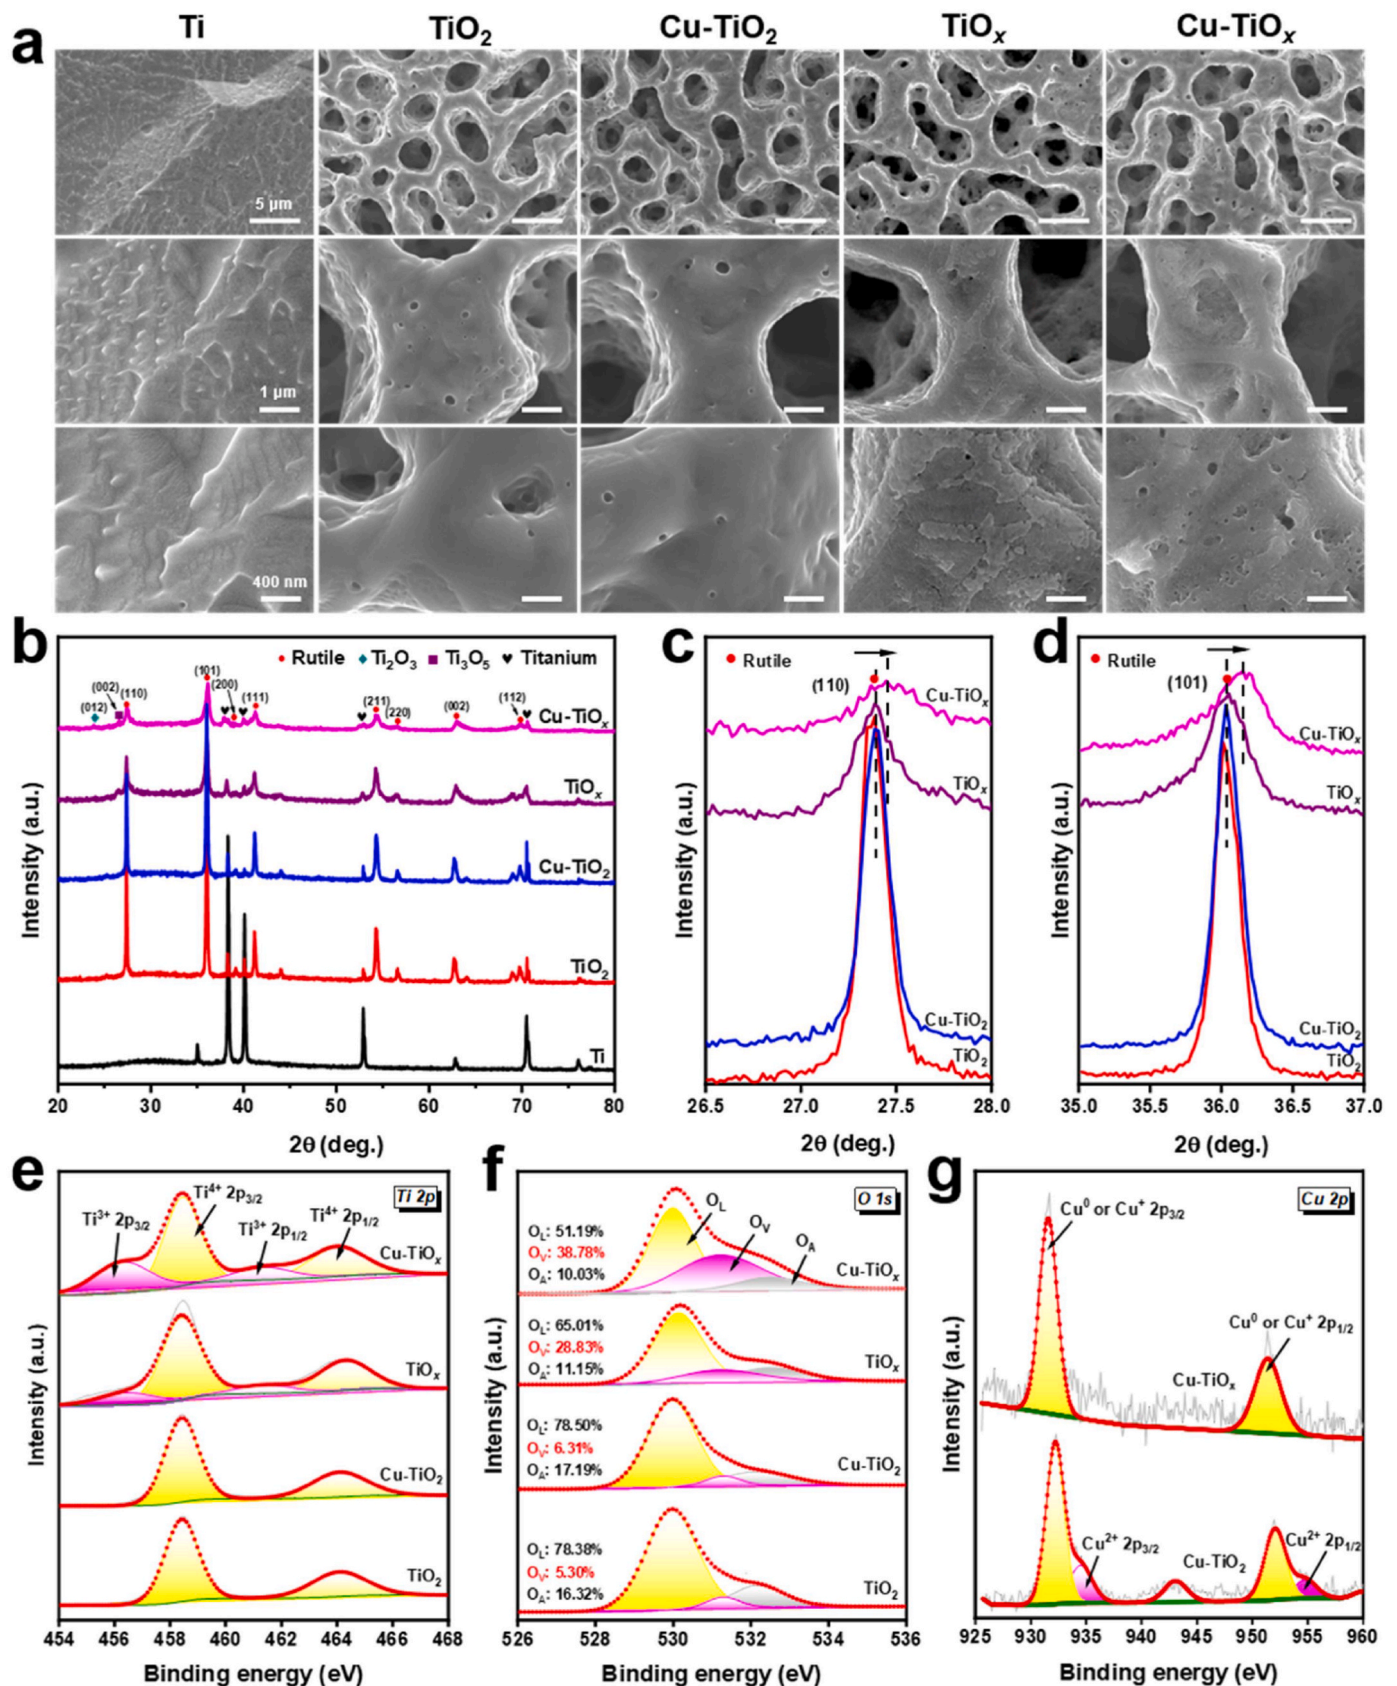 a
Ti TiO2 Cu-TiO2 TiOx Cu-TiOx
5 µm
1 µm
400 nm
b
Rutile Ti2O3 Ti3O5 Titanium
(012) (002) (110) (101) (200) (111) (211) (220) (002) (112)
Cu-TiOx
TiOx
Cu-TiO2
TiO2
Ti
Intensity (a.u.)
20 30 40 50 60 70 80
2θ (deg.)
c
Rutile
(110)
Cu-TiOx
TiOx
Cu-TiO2
TiO2
Intensity (a.u.)
26.5 27.0 27.5 28.0
2θ (deg.)
d
Rutile
(101)
Cu-TiOx
TiOx
Cu-TiO2
TiO2
Intensity (a.u.)
35.0 35.5 36.0 36.5 37.0
2θ (deg.)
e
Ti 2p
Ti3+ 2p3/2
Ti4+ 2p3/2
Ti3+ 2p1/2
Ti4+ 2p1/2
Cu-TiOx
TiOx
Cu-TiO2
TiO2
Intensity (a.u.)
454 456 458 460 462 464 466 468
Binding energy (eV)
f
O 1s
OL
OV
OA
OL: 51.19%
OV: 38.78%
OA: 10.03%
Cu-TiOx
OL: 65.01%
OV: 28.83%
OA: 11.15%
TiOx
OL: 78.50%
OV: 6.31%
OA: 17.19%
Cu-TiO2
OL: 78.38%
OV: 5.30%
OA: 16.32%
TiO2
Intensity (a.u.)
526 528 530 532 534 536
Binding energy (eV)
g
Cu 2p
Cu0 or Cu+ 2p3/2
Cu0 or Cu+ 2p1/2
Cu-TiOx
Cu2+ 2p3/2
Cu-TiO2
Cu2+ 2p1/2
Intensity (a.u.)
925 930 935 940 945 950 955 960
Binding energy (eV)